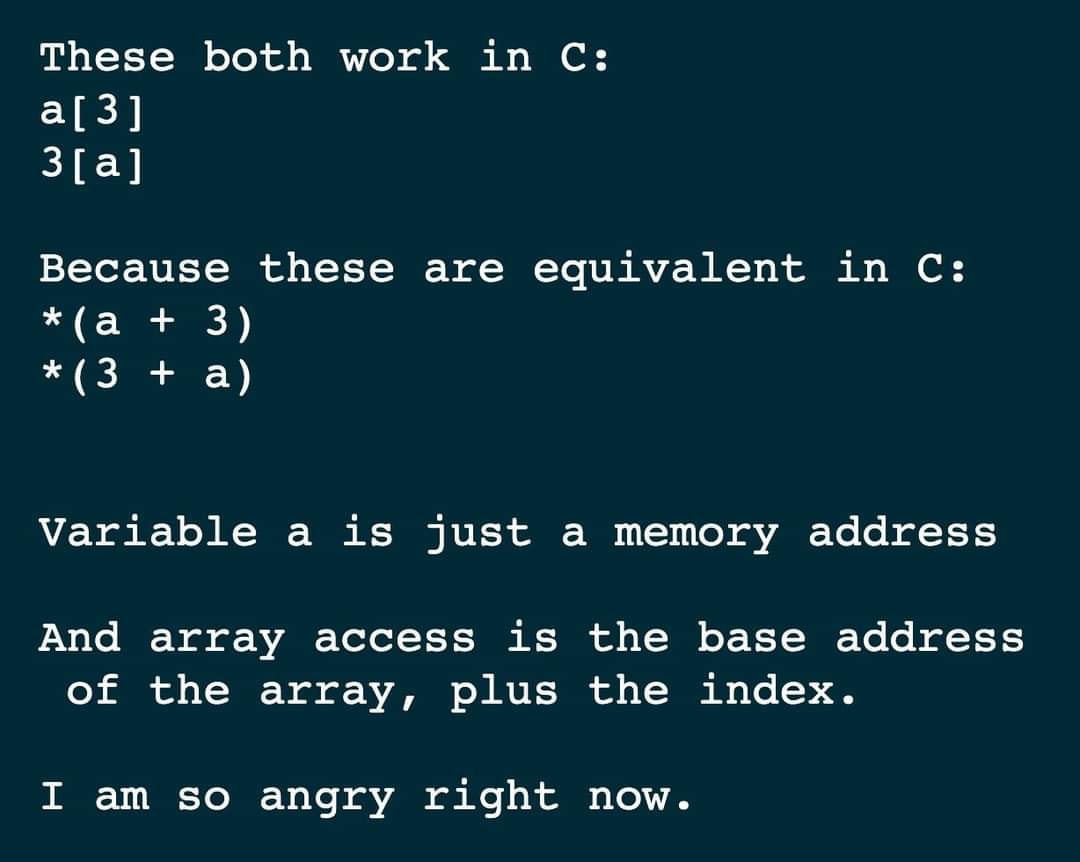 These both work in C:
a[3]
3[a]
Because these are equivalent in C:
*(a + 3)
*(3 + a)
Variable a is just a memory address
And array access is the base address
of the array, plus the index.
I am so angry right now.